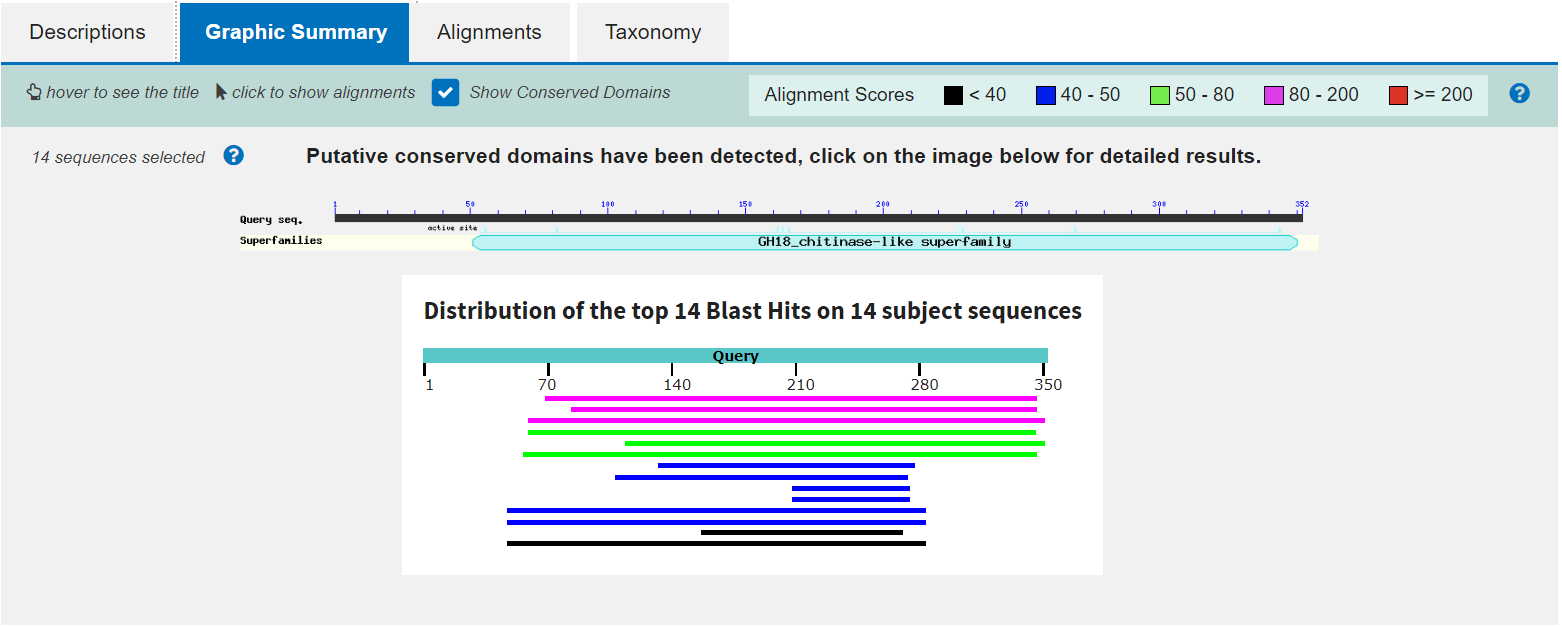 Descriptions Graphic Summary Alignments Taxonomy
hover to see the title click to show alignments Show Conserved Domains Alignment Scores < 40 40 - 50 50 - 80 80 - 200 >= 200 ?
14 sequences selected ? Putative conserved domains have been detected, click on the image below for detailed results.
1 50 100 150 200 250 300 352
Query seq.
active site
Superfamilies GH18_chitinase-like superfamily
Distribution of the top 14 Blast Hits on 14 subject sequences
Query
1 70 140 210 280 350